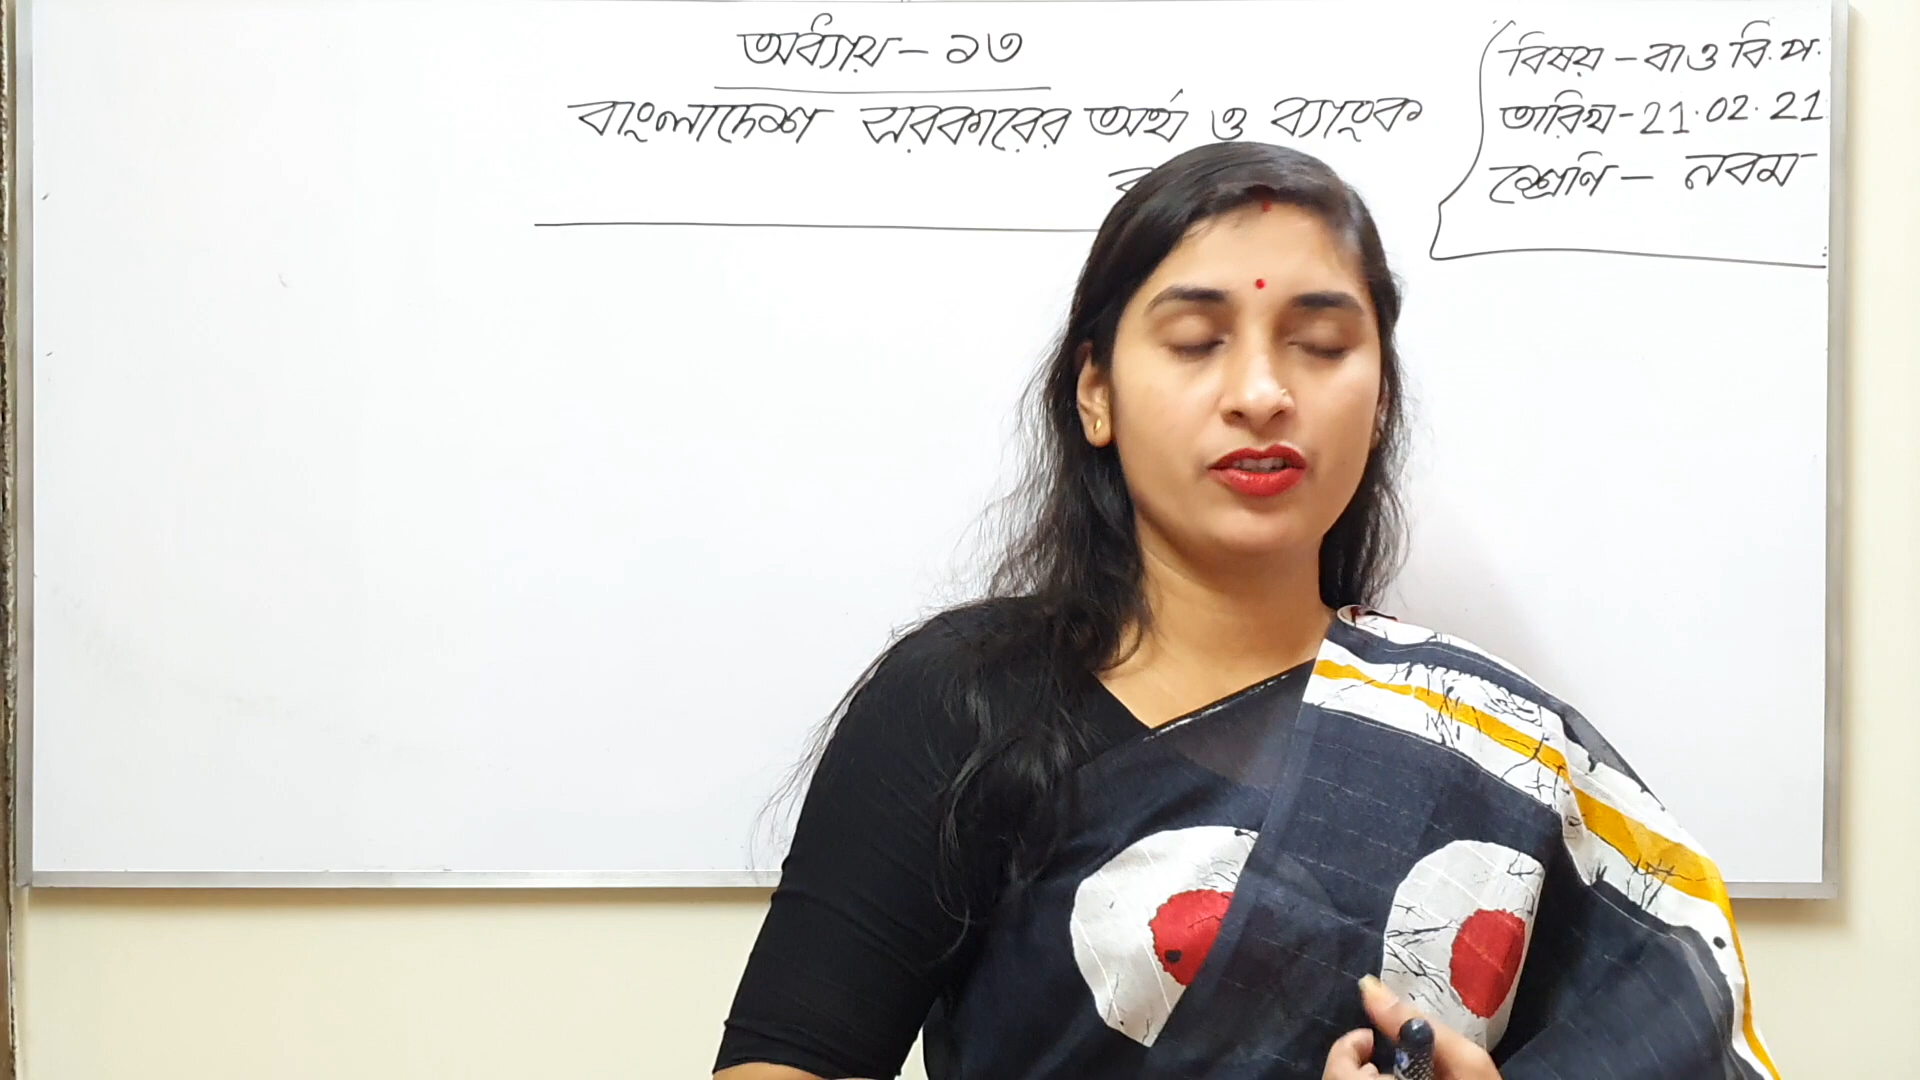 অধ্যায় - ১৩
বাংলাদেশ সরকারের অর্থ ও ব্যাংক
বিষয় - বাও বি.প.
তারিখ - 21.02.21
শ্রেণি - নবম